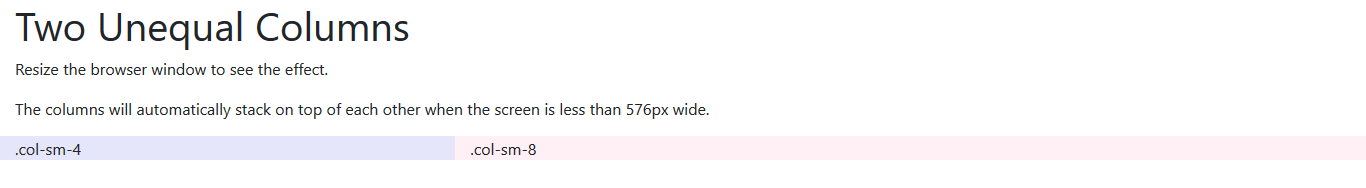 Two Unequal Columns
Resize the browser window to see the effect.
The columns will automatically stack on top of each other when the screen is less than 576px wide.
.col-sm-4
.col-sm-8